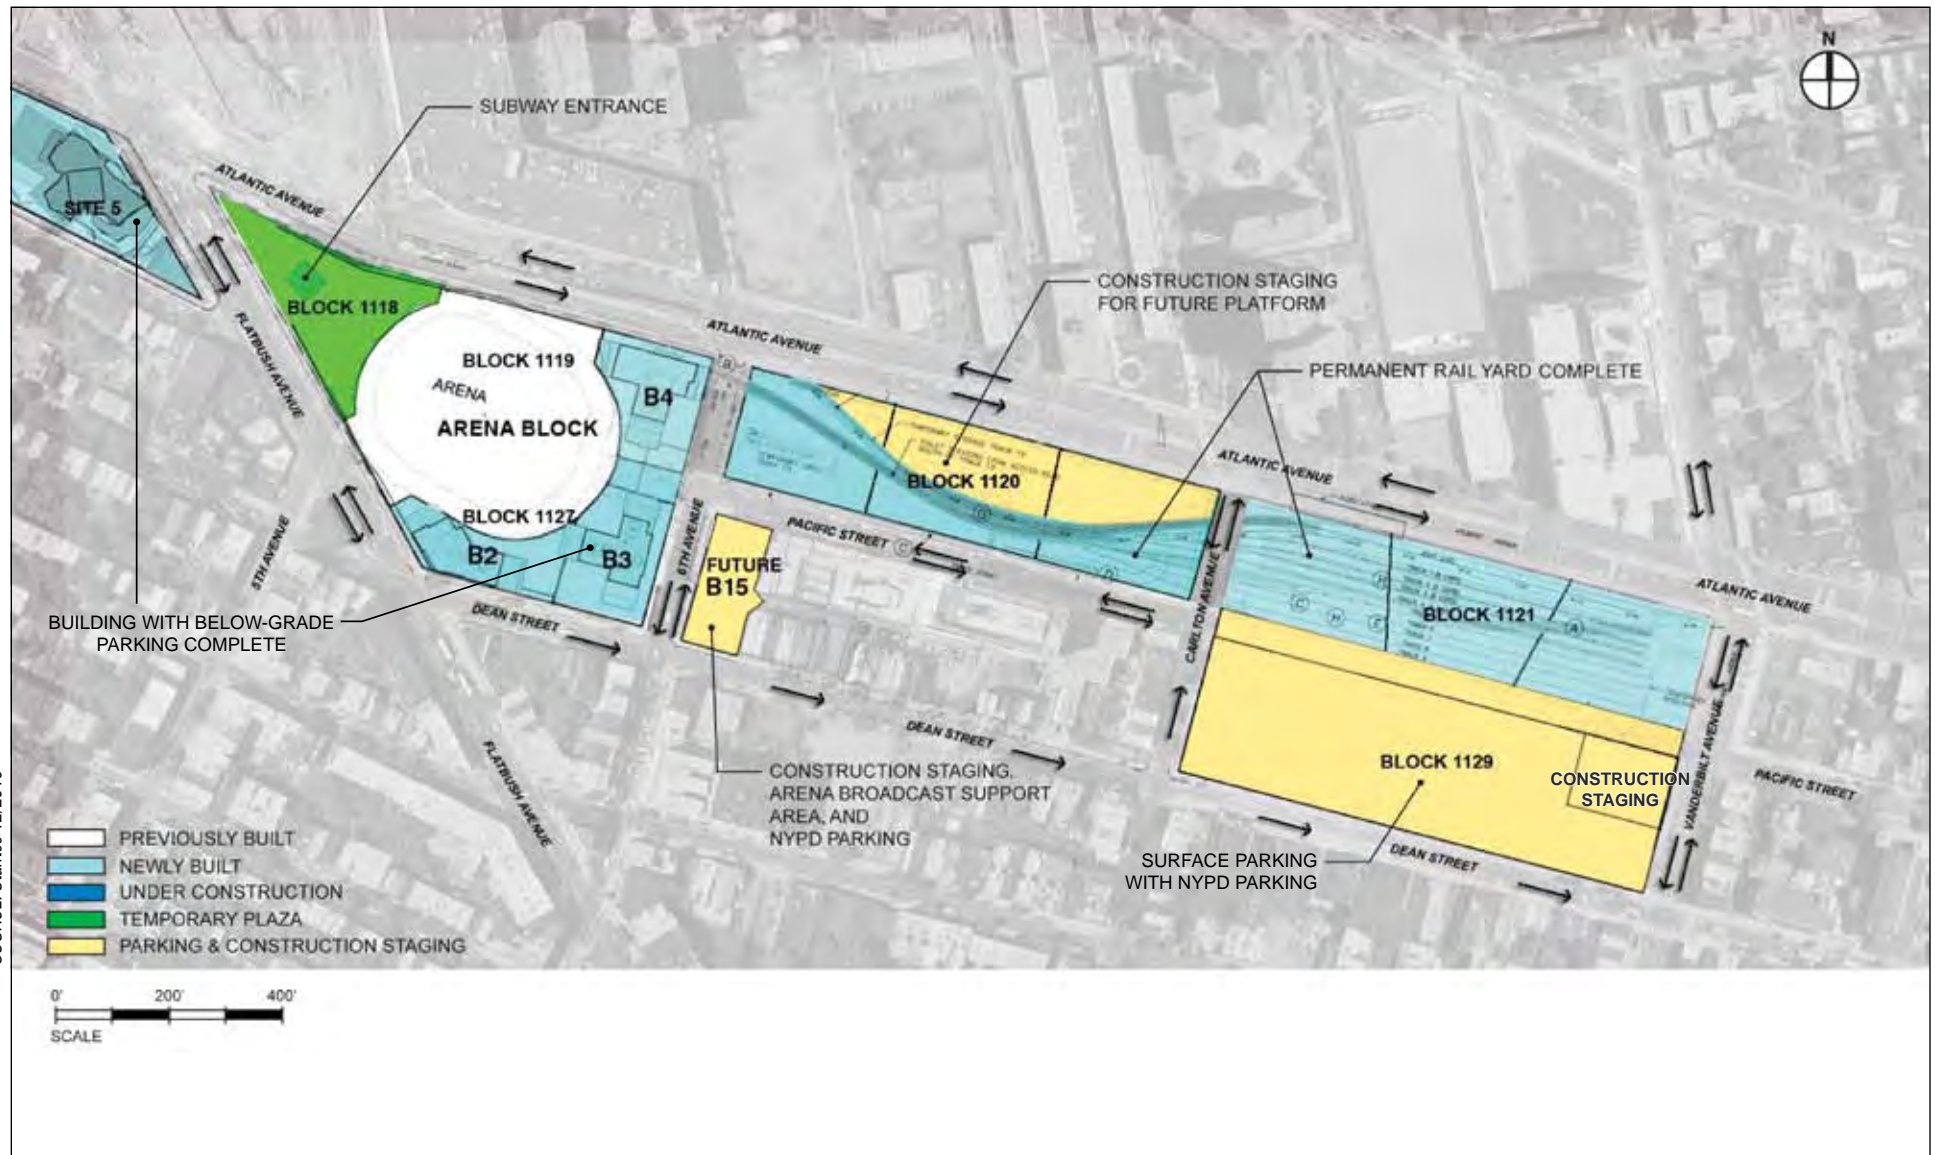 N
SUBWAY ENTRANCE
ATLANTIC AVENUE
SITE 5
BLOCK 1118
CONSTRUCTION STAGING
FOR FUTURE PLATFORM
FLATBUSH AVENUE
ATLANTIC AVENUE
BLOCK 1119
ARENA
ARENA BLOCK
B4
PERMANENT RAIL YARD COMPLETE
ATLANTIC AVENUE
BLOCK 1120
BLOCK 1127
B2
B3
5TH AVENUE
6TH AVENUE
PACIFIC STREET
C
FUTURE
B15
CARLTON AVENUE
BLOCK 1121
C
H
A
ATLANTIC AVENUE
BUILDING WITH BELOW-GRADE
PARKING COMPLETE
DEAN STREET
DEAN STREET
FLATBUSH AVENUE
CONSTRUCTION STAGING,
ARENA BROADCAST SUPPORT
AREA, AND
NYPD PARKING
BLOCK 1129
CONSTRUCTION
STAGING
VANDERBILT AVENUE
PACIFIC STREET
SURFACE PARKING
WITH NYPD PARKING
DEAN STREET
PREVIOUSLY BUILT
NEWLY BUILT
UNDER CONSTRUCTION
TEMPORARY PLAZA
PARKING & CONSTRUCTION STAGING
0' 200' 400'
SCALE